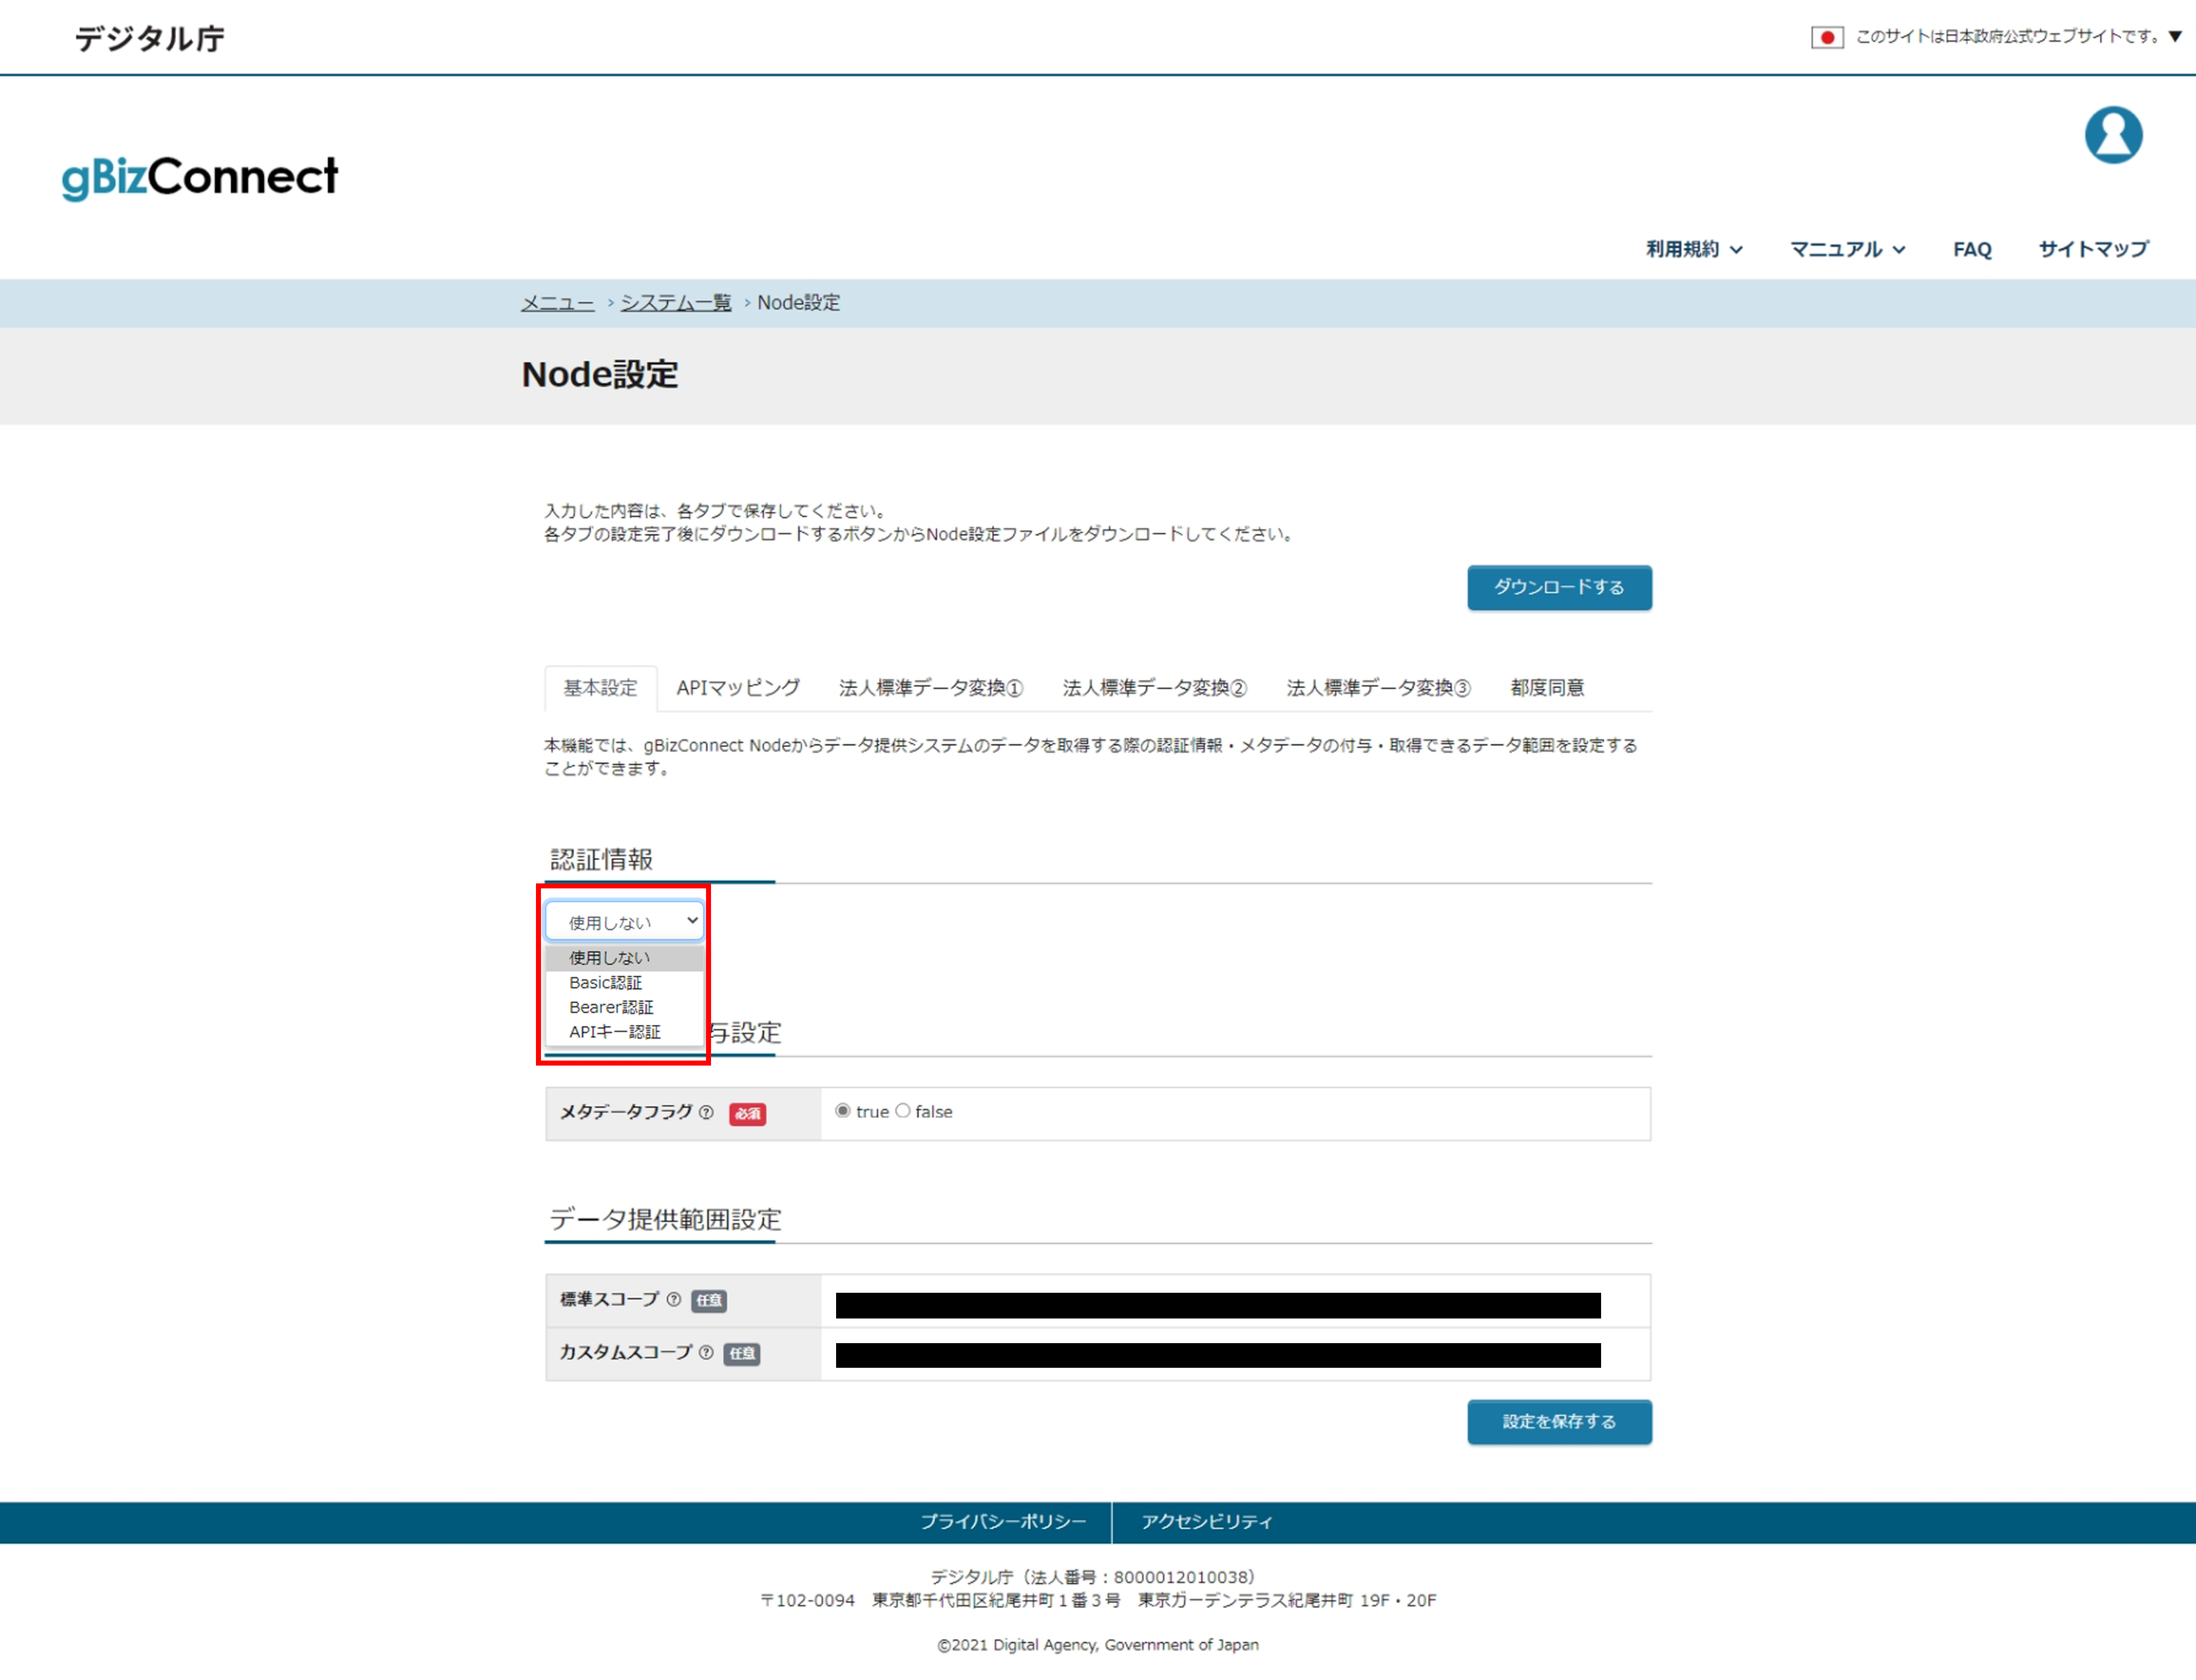 デジタル庁
このサイトは日本政府公式ウェブサイトです。▼
gBizConnect
利用規約
マニュアル
FAQ
サイトマップ
メニュー › システム一覧 › Node設定
Node設定
入力した内容は、各タブで保存してください。
各タブの設定完了後にダウンロードするボタンからNode設定ファイルをダウンロードしてください。
ダウンロードする
基本設定
APIマッピング
法人標準データ変換①
法人標準データ変換②
法人標準データ変換③
都度同意
本機能では、gBizConnect Nodeからデータ提供システムのデータを取得する際の認証情報・メタデータの付与・取得できるデータ範囲を設定する
ことができます。
認証情報
使用しない
使用しない
Basic認証
Bearer認証
APIキー認証
与設定
メタデータフラグ ? 必須
true false
データ提供範囲設定
標準スコープ ? 任意
カスタムスコープ ? 任意
設定を保存する
プライバシーポリシー
アクセシビリティ
デジタル庁（法人番号：8000012010038）
〒102-0094　東京都千代田区紀尾井町１番３号　東京ガーデンテラス紀尾井町 19F・20F
©2021 Digital Agency, Government of Japan